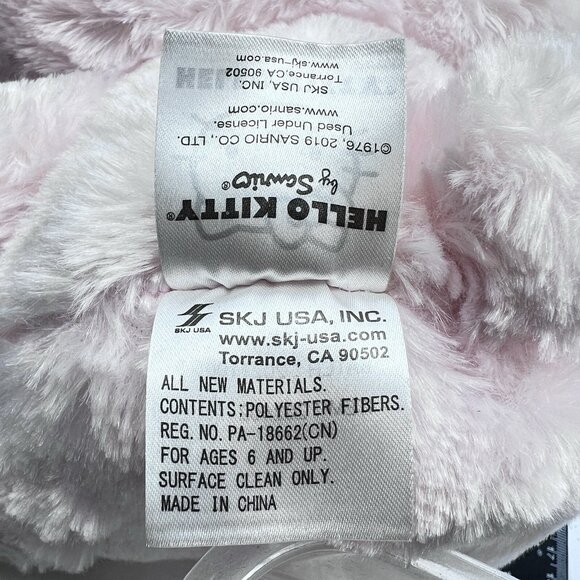 HELLO KITTY®
by Sanrio®
©1976, 2019 SANRIO CO., LTD.
Used Under License.
www.sanrio.com
SKJ USA, INC.
Torrance, CA 90502
www.skj-usa.com
SKJ USA
SKJ USA, INC.
www.skj-usa.com
Torrance, CA 90502
ALL NEW MATERIALS.
CONTENTS:POLYESTER FIBERS.
REG. NO. PA-18662(CN)
FOR AGES 6 AND UP.
SURFACE CLEAN ONLY.
MADE IN CHINA